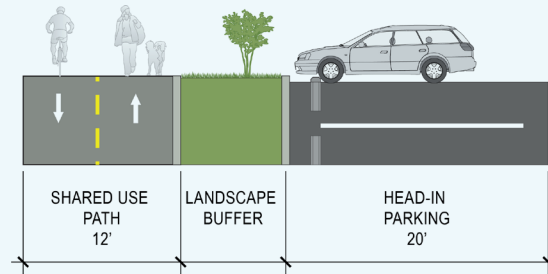 SHARED USE
PATH
12'
LANDSCAPE
BUFFER
HEAD-IN
PARKING
20'